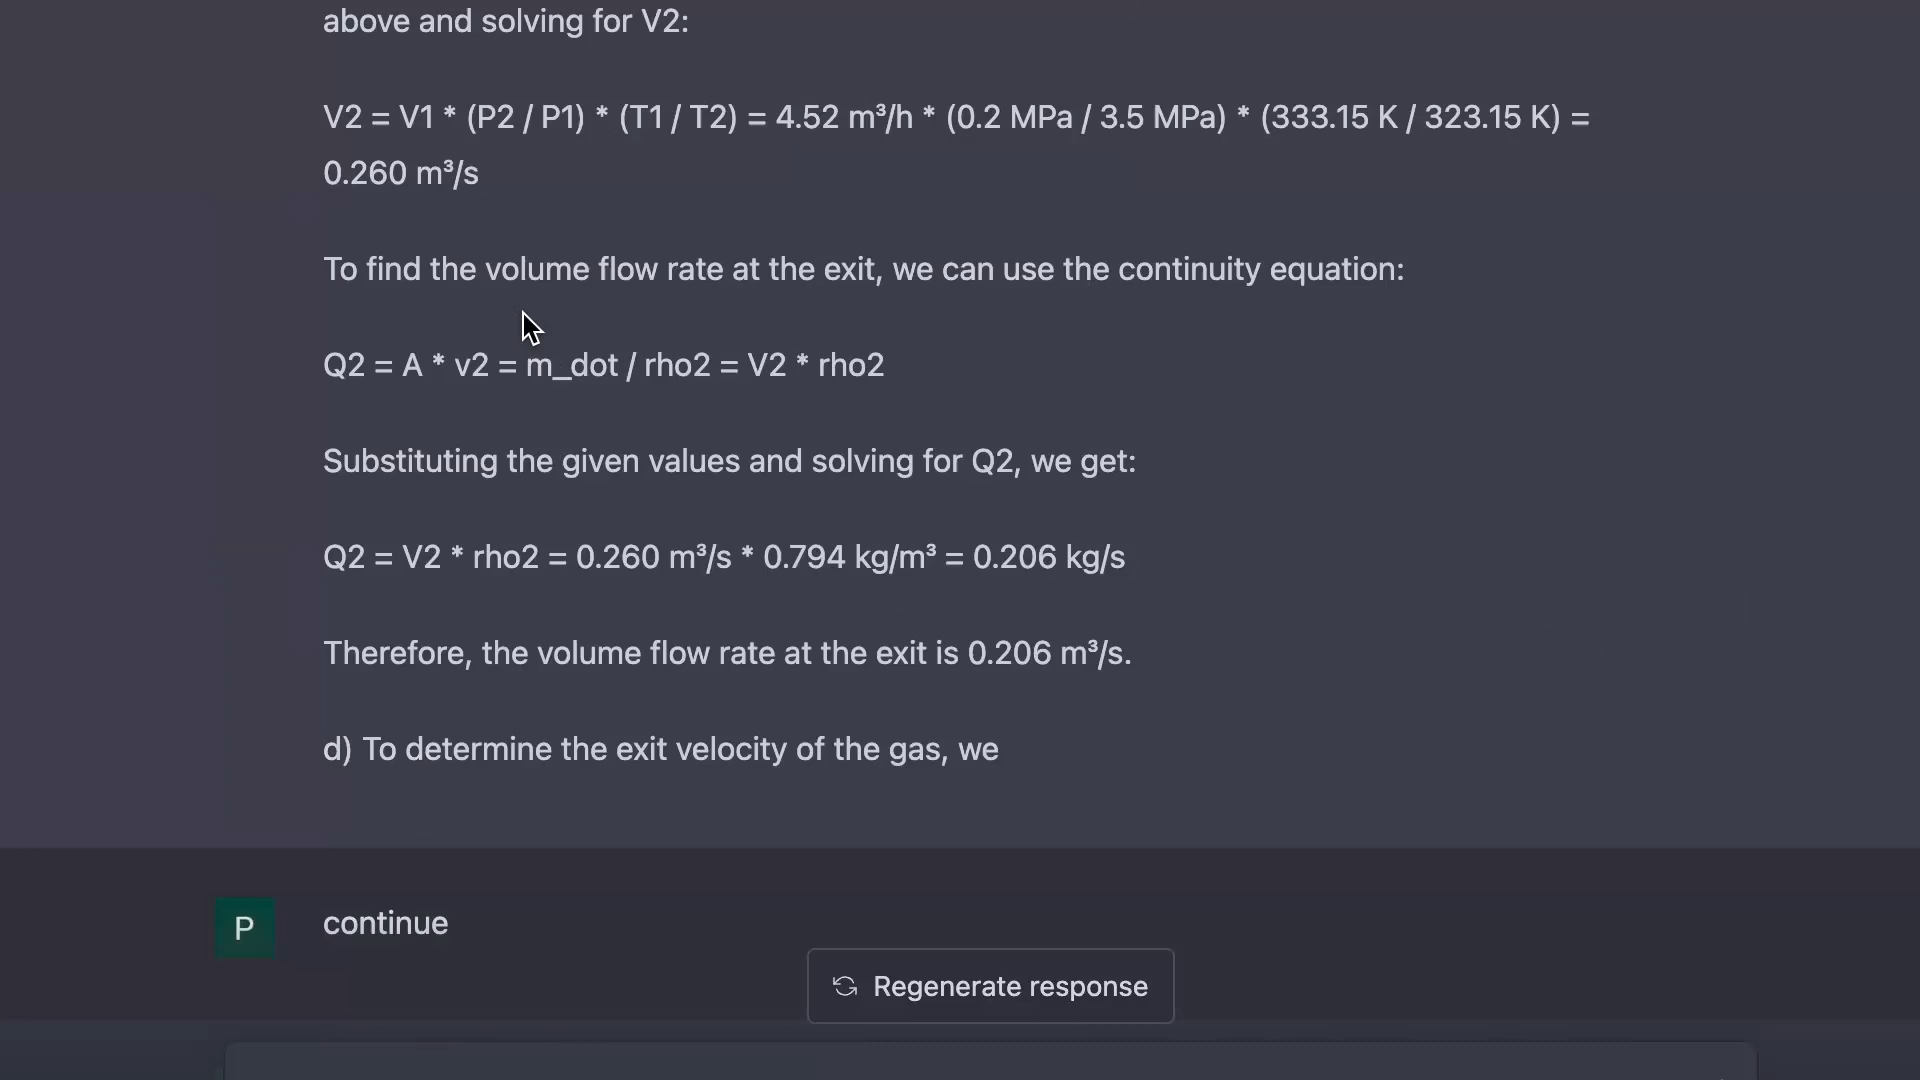 above and solving for V2:
V2 = V1 * (P2 / P1) * (T1 / T2) = 4.52 m³/h * (0.2 MPa / 3.5 MPa) * (333.15 K / 323.15 K) =
0.260 m³/s
To find the volume flow rate at the exit, we can use the continuity equation:
Q2 = A * v2 = m_dot / rho2 = V2 * rho2
Substituting the given values and solving for Q2, we get:
Q2 = V2 * rho2 = 0.260 m³/s * 0.794 kg/m³ = 0.206 kg/s
Therefore, the volume flow rate at the exit is 0.206 m³/s.
d) To determine the exit velocity of the gas, we
P continue
Regenerate response